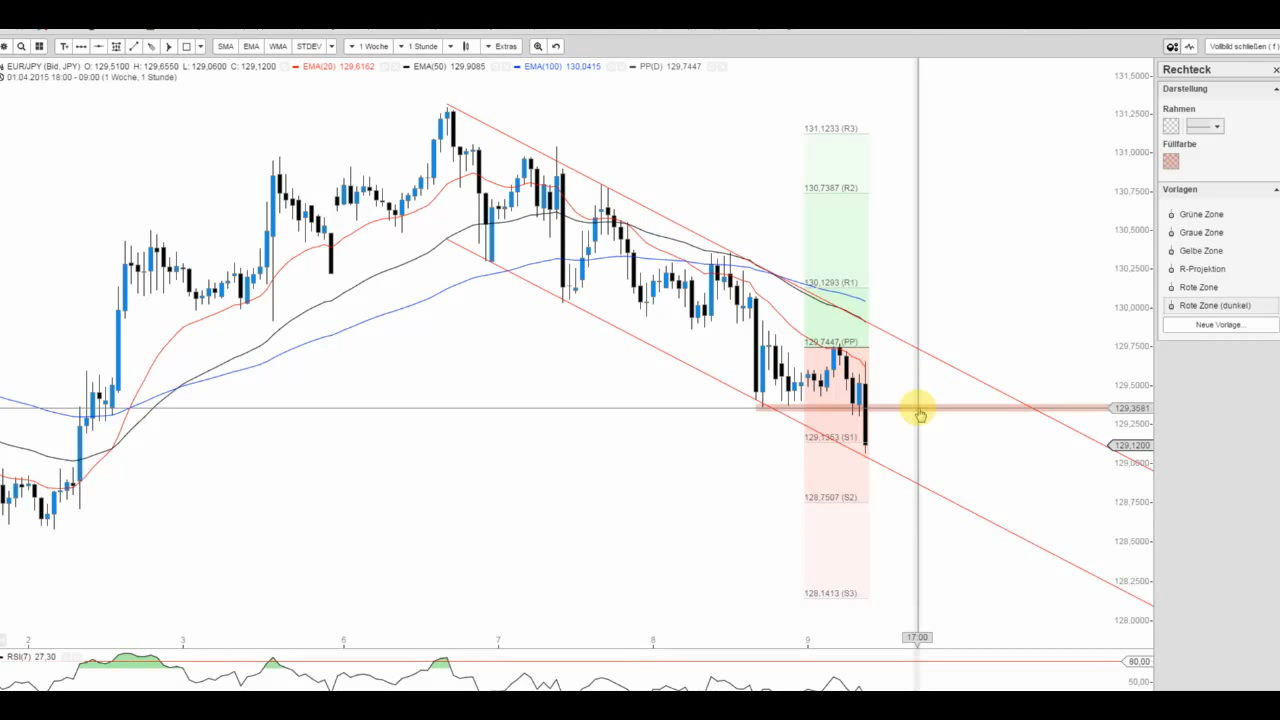 T SMA EMA WMA STDEV 1 Woche 1 Stunde Extras Vollbild schließen ( f )
EUR/JPY (Bid, JPY) O: 129,5100 H: 129,6550 L: 129,0600 C: 129,1200 EMA(20) 129,6162 EMA(50) 129,9085 EMA(100) 130,0415 PP(D) 129,7447
01.04.2015 18:00 - 09:00 (1 Woche, 1 Stunde)
Rechteck
Darstellung
Rahmen
Füllfarbe
Vorlagen
Grüne Zone
Graue Zone
Gelbe Zone
R-Projektion
Rote Zone
Rote Zone (dunkel)
Neue Vorlage...
131,5000
131,2500
131,0000
130,7500
130,5000
130,2500
130,0000
129,7500
129,5000
129,3581
129,2500
129,1200
129,0000
128,7500
128,5000
128,2500
128,0000
131,1233 (R3)
130,7387 (R2)
130,1293 (R1)
129,7447 (PP)
129,1353 (S1)
128,7507 (S2)
128,1413 (S3)
2 3 6 7 8 9 17:00
RSI(7) 27,30
80,00
50,00